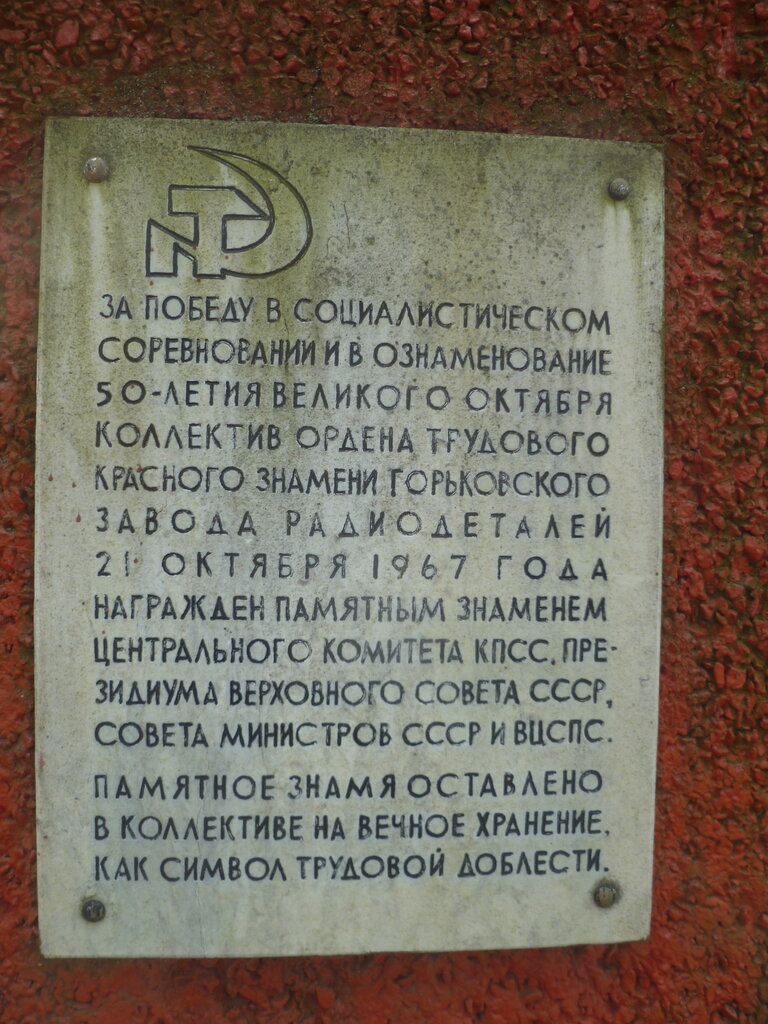 ЗА ПОБЕДУ В СОЦИАЛИСТИЧЕСКОМ
СОРЕВНОВАНИИ И В ОЗНАМЕНОВАНИЕ
50-ЛЕТИЯ ВЕЛИКОГО ОКТЯБРЯ
КОЛЛЕКТИВ ОРДЕНА ТРУДОВОГО
КРАСНОГО ЗНАМЕНИ ГОРЬКОВСКОГО
ЗАВОДА РАДИОДЕТАЛЕЙ
21 ОКТЯБРЯ 1967 ГОДА
НАГРАЖДЕН ПАМЯТНЫМ ЗНАМЕНЕМ
ЦЕНТРАЛЬНОГО КОМИТЕТА КПСС, ПРЕ-
ЗИДИУМА ВЕРХОВНОГО СОВЕТА СССР,
СОВЕТА МИНИСТРОВ СССР И ВЦСПС.
ПАМЯТНОЕ ЗНАМЯ ОСТАВЛЕНО
В КОЛЛЕКТИВЕ НА ВЕЧНОЕ ХРАНЕНИЕ,
КАК СИМВОЛ ТРУДОВОЙ ДОБЛЕСТИ.